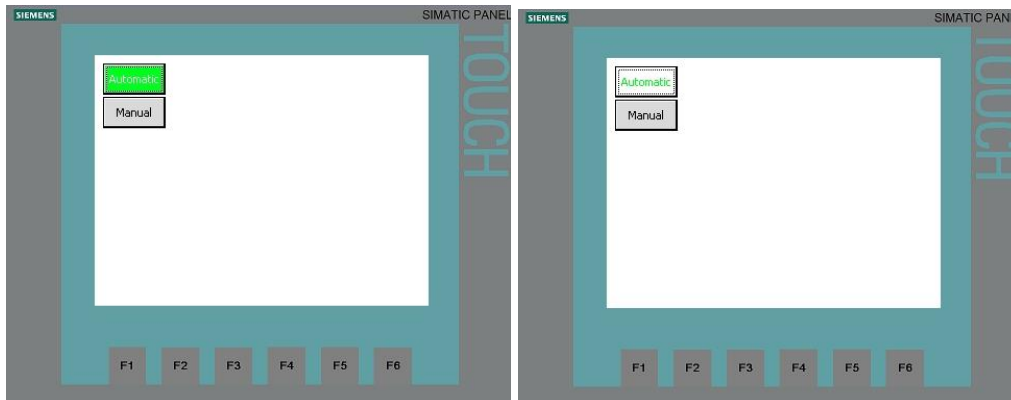 SIEMENS
SIMATIC PANEL
TOUCH
Automatic
Manual
F1 F2 F3 F4 F5 F6
SIEMENS
SIMATIC PAN
TOUCH
Automatic
Manual
F1 F2 F3 F4 F5 F6